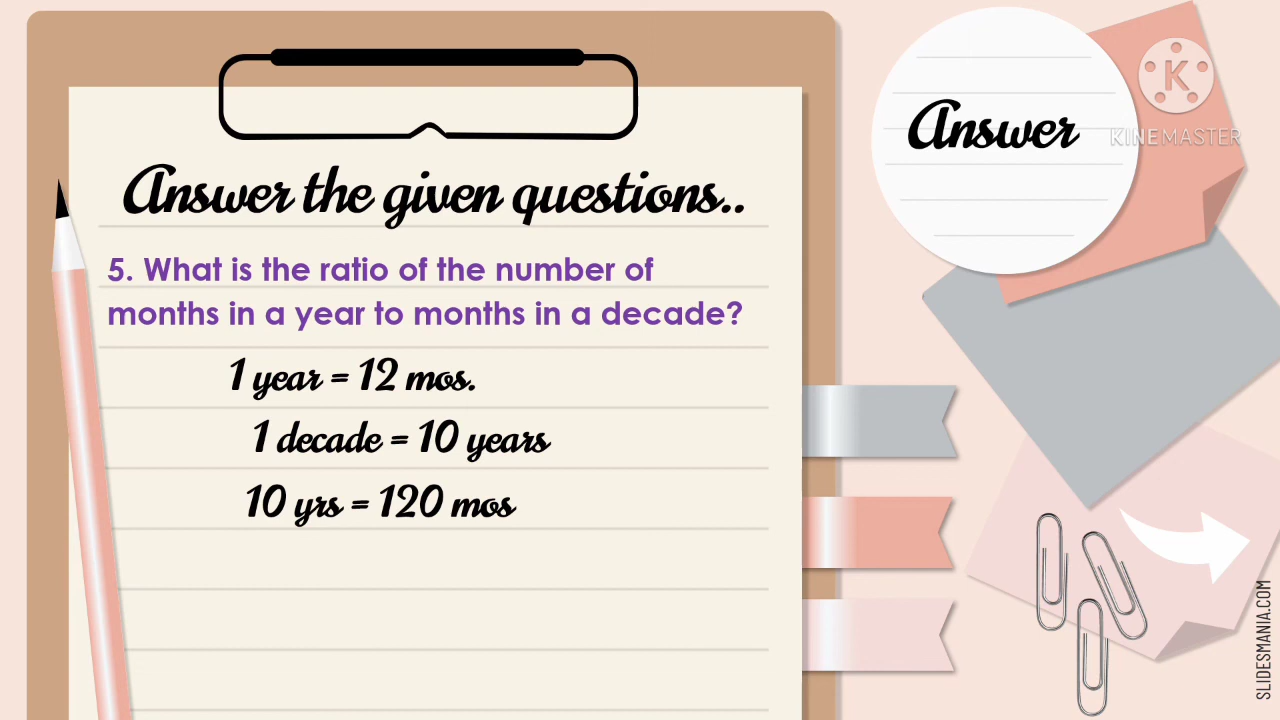 Answer the given questions..
5. What is the ratio of the number of
months in a year to months in a decade?
1 year = 12 mos.
1 decade = 10 years
10 yrs = 120 mos
Answer
K
KINEMASTER
SLIDESMANIA.COM